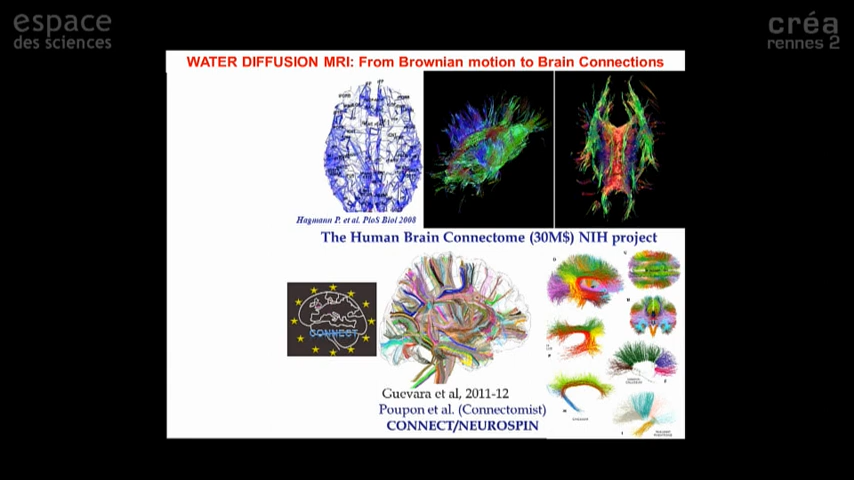 espace
des sciences
créa
rennes 2
WATER DIFFUSION MRI: From Brownian motion to Brain Connections
Hagmann P. et al. PloS Biol 2008
The Human Brain Connectome (30M$) NIH project
CONNECT
Guevara et al, 2011-12
Poupon et al. (Connectomist)
CONNECT/NEUROSPIN